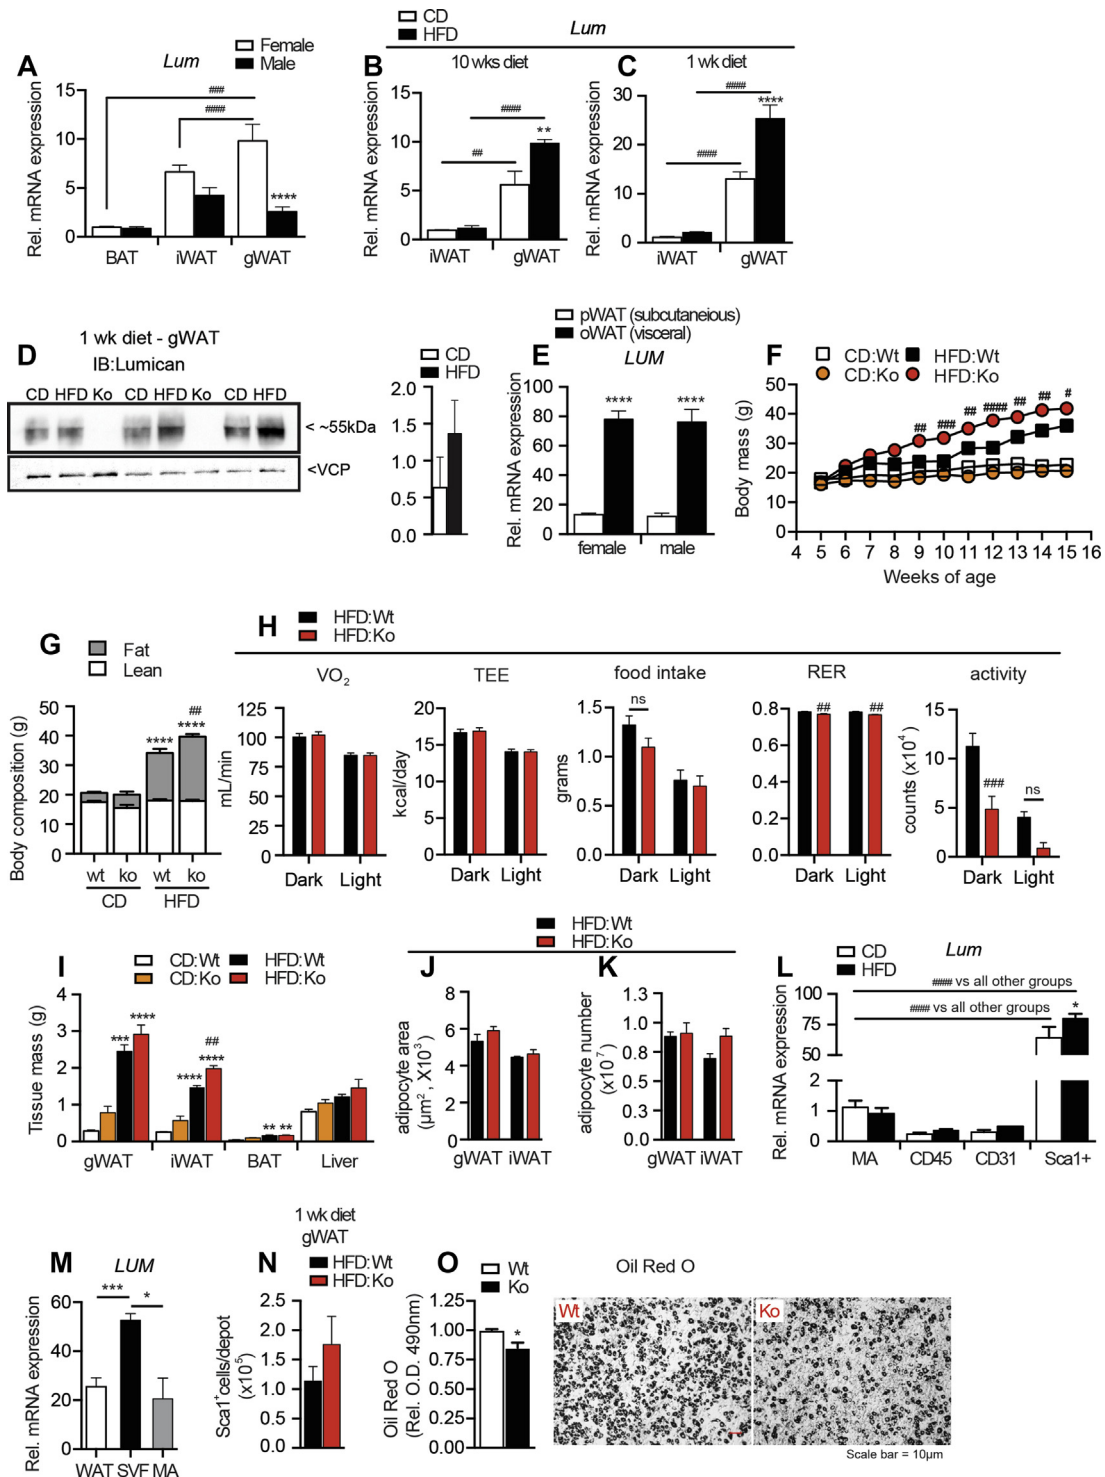 A
Lum
Female
Male
Rel. mRNA expression
15
10
5
0
###
####
****
BAT
iWAT
gWAT
CD
HFD
Lum
B
10 wks diet
Rel. mRNA expression
15
10
5
0
####
##
**
iWAT
gWAT
C
1 wk diet
Rel. mRNA expression
30
20
10
0
####
####
****
iWAT
gWAT
D
1 wk diet - gWAT
IB:Lumican
CD HFD Ko CD HFD Ko CD HFD
< ~55kDa
<VCP
CD
HFD
2.0
1.5
1.0
0.5
0.0
pWAT (subcutaneious)
oWAT (visceral)
E
LUM
Rel. mRNA expression
100
80
60
40
20
0
****
****
female
male
F
CD:Wt
HFD:Wt
CD:Ko
HFD:Ko
Body mass (g)
50
40
30
20
10
0
##
###
##
####
##
##
#
4 5 6 7 8 9 10 11 12 13 14 15 16
Weeks of age
G
Fat
Lean
Body composition (g)
50
40
30
20
10
0
****
##
****
wt ko wt ko
CD HFD
H
HFD:Wt
HFD:Ko
VO2
mL/min
125
100
75
50
25
0
Dark Light
TEE
kcal/day
20
15
10
5
0
Dark Light
food intake
grams
1.5
1.0
0.5
0.0
ns
Dark Light
RER
0.8
0.6
0.4
0.2
0.0
##
##
Dark Light
activity
counts (x10⁴)
15
10
5
0
###
ns
Dark Light
I
CD:Wt
HFD:Wt
CD:Ko
HFD:Ko
Tissue mass (g)
4
3
2
1
0
***
****
****
##
****
** **
gWAT iWAT BAT Liver
HFD:Wt
HFD:Ko
J
adipocyte area
(µm², X10³)
8
6
4
2
0
gWAT iWAT
K
adipocyte number
(x10⁷)
1.3
1.0
0.8
0.5
0.3
0.0
gWAT iWAT
L
CD
HFD
Lum
#### vs all other groups
#### vs all other groups
*
Rel. mRNA expression
100
75
50
2
1
0
MA CD45 CD31 Sca1+
M
LUM
Rel. mRNA expression
60
40
20
0
***
*
WAT SVF MA
1 wk diet
gWAT
N
HFD:Wt
HFD:Ko
Sca1⁺cells/depot
(x10⁵)
2.5
2.0
1.5
1.0
0.5
0.0
O
Wt
Ko
Oil Red O
(Rel. O.D. 490nm)
1.25
1.00
0.75
0.50
0.25
0.00
*
Oil Red O
Wt
Ko
Scale bar = 10µm